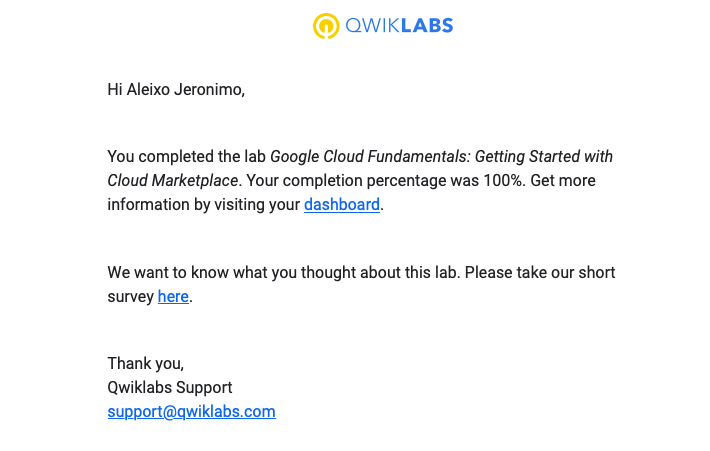 QWIKLABS
Hi Aleixo Jeronimo,
You completed the lab Google Cloud Fundamentals: Getting Started with
Cloud Marketplace. Your completion percentage was 100%. Get more
information by visiting your dashboard.
We want to know what you thought about this lab. Please take our short
survey here.
Thank you,
Qwiklabs Support
support@qwiklabs.com